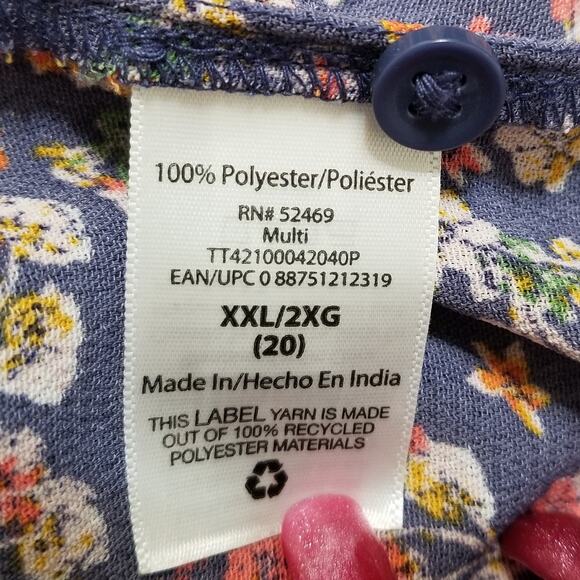 100% Polyester/Poliéster
RN# 52469
Multi
TT42100042040P
EAN/UPC 0 88751212319
XXL/2XG
(20)
Made In/Hecho En India
THIS LABEL YARN IS MADE
OUT OF 100% RECYCLED
POLYESTER MATERIALS